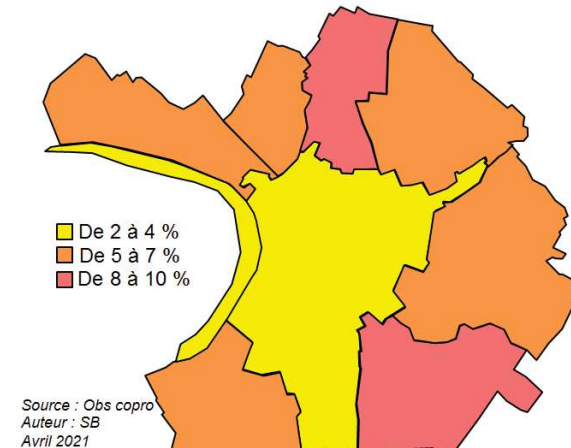 De 2 à 4 %
De 5 à 7 %
De 8 à 10 %
Source : Obs copro
Auteur : SB
Avril 2021